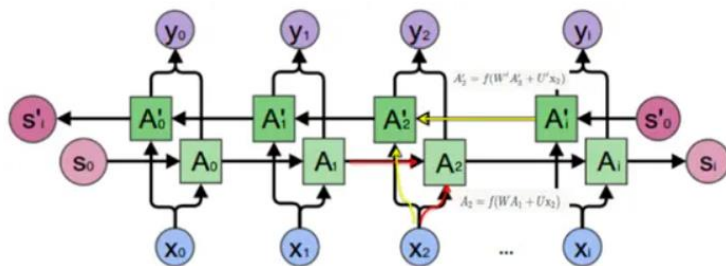 y₀ y₁ y₂ yᵢ
A'₂ = f(W'A'₃ + U'x₂)
s'ᵢ A'₀ A'₁ A'₂ A'ᵢ s'₀
s₀ A₀ A₁ A₂ Aᵢ sᵢ
A₂ = f(WA₁ + Ux₂)
x₀ x₁ x₂ ... xᵢ